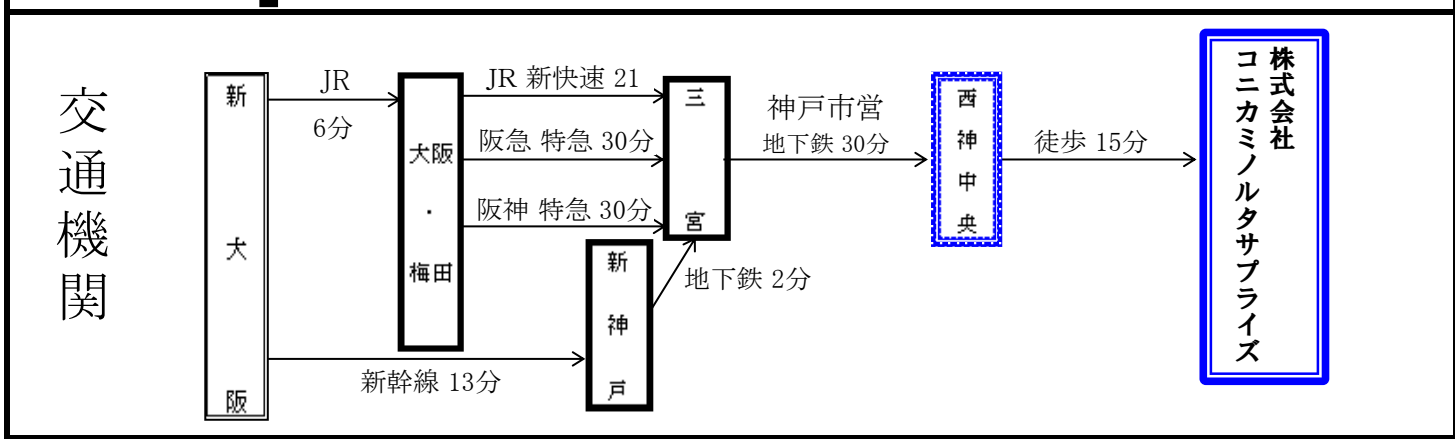 交通機関
新大阪
JR
6分
大阪・梅田
JR 新快速 21
阪急 特急 30分
阪神 特急 30分
三宮
新幹線 13分
新神戸
地下鉄 2分
神戸市営
地下鉄 30分
西神中央
徒歩 15分
株式会社
コニカミノルタサプライズ